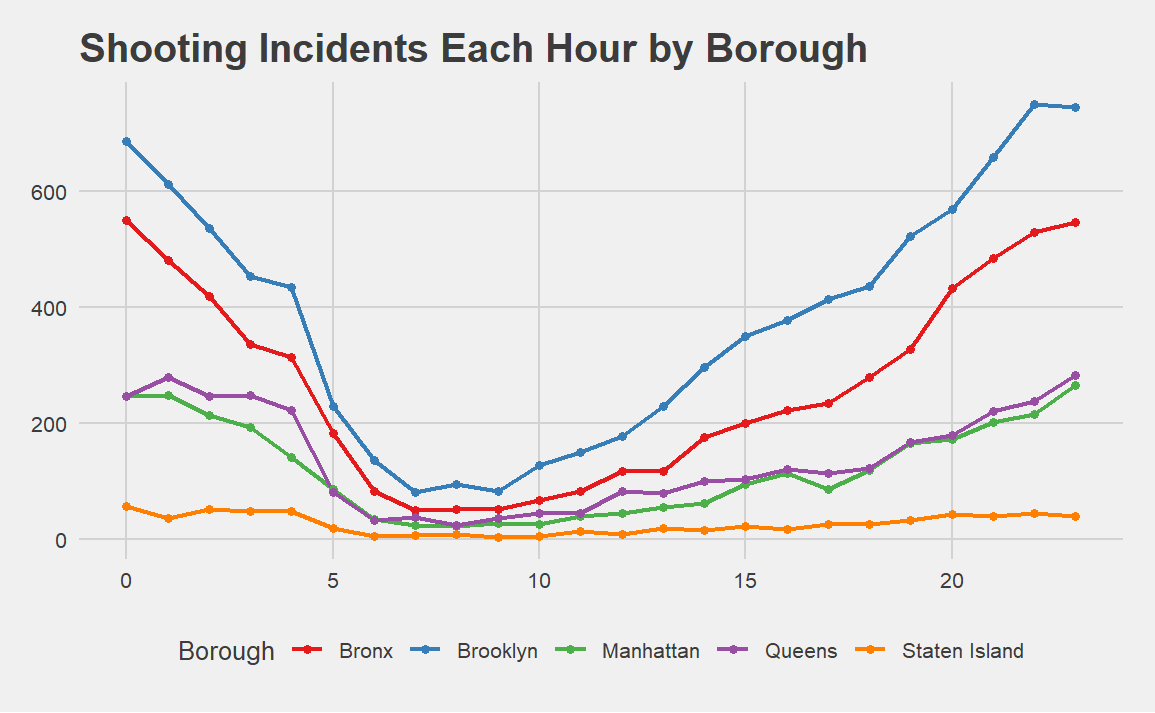 Shooting Incidents Each Hour by Borough
600
400
200
0
0 5 10 15 20
Borough Bronx Brooklyn Manhattan Queens Staten Island